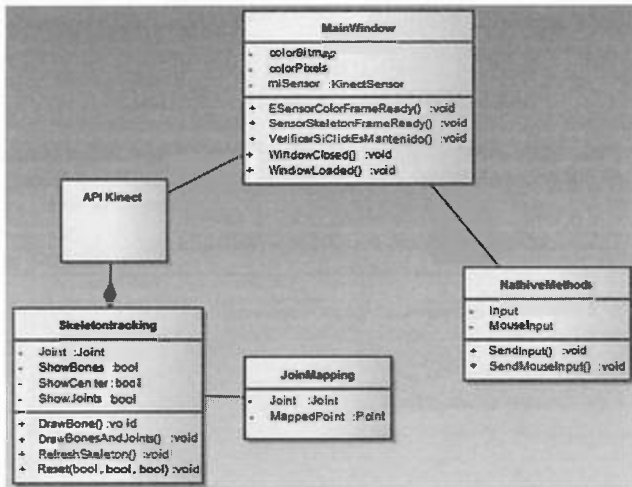 MainWindow
- colorBitmap
- colorPixels
- miSensor :KinectSensor
+ ESensorColorFrameReady() :void
+ SensorSkeletonFrameReady() :void
+ VerificarSiClickEsMantenido() :void
+ WindowClosed() :void
+ WindowLoaded() :void
API Kinect
NathiveMethods
- Input
- MouseInput
+ SendInput() :void
+ SendMouseInput() :void
Skeletontracking
- Joint :Joint
- ShowBones :bool
- ShowCenter :bool
- ShowJoints :bool
+ DrawBone() :void
+ DrawBonesAndJoints() :void
+ RefreshSkeleton() :void
+ Reset(bool, bool, bool) :void
JoinMapping
- Joint :Joint
- MappedPoint :Point